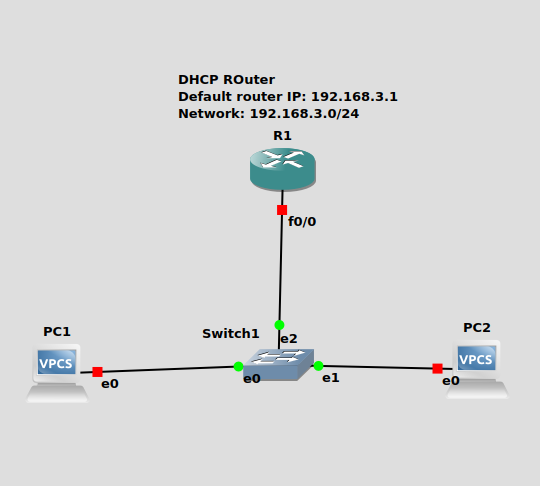 DHCP ROuter
Default router IP: 192.168.3.1
Network: 192.168.3.0/24
R1
f0/0
PC1
Switch1
e2
PC2
VPCS
VPCS
e0
e0
e1
e0